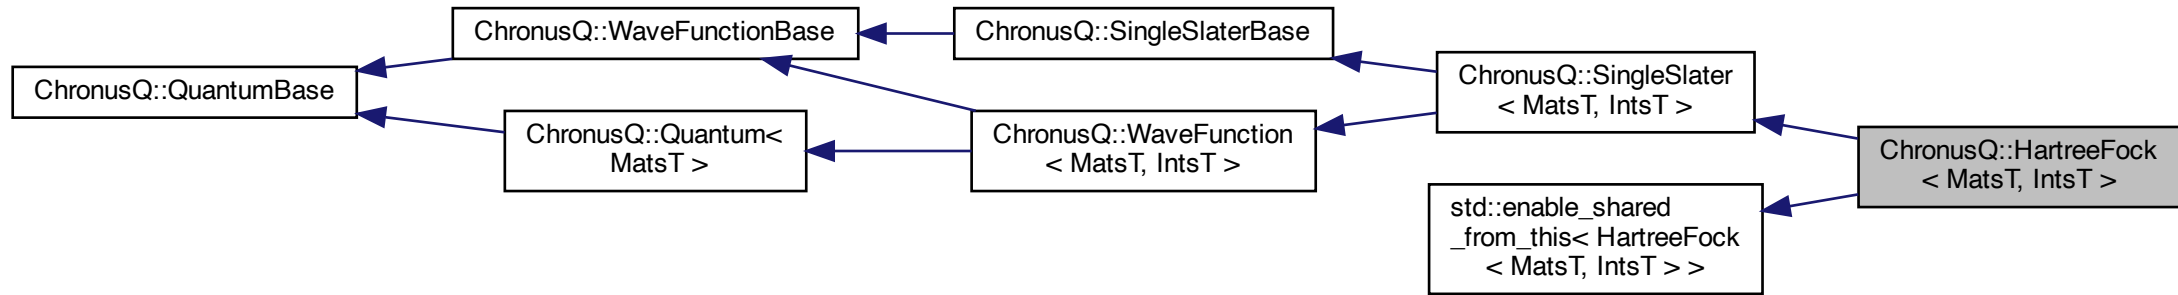 ChronusQ::QuantumBase
ChronusQ::WaveFunctionBase
ChronusQ::Quantum<
MatsT >
ChronusQ::SingleSlaterBase
ChronusQ::WaveFunction
< MatsT, IntsT >
ChronusQ::SingleSlater
< MatsT, IntsT >
std::enable_shared
_from_this< HartreeFock
< MatsT, IntsT > >
ChronusQ::HartreeFock
< MatsT, IntsT >